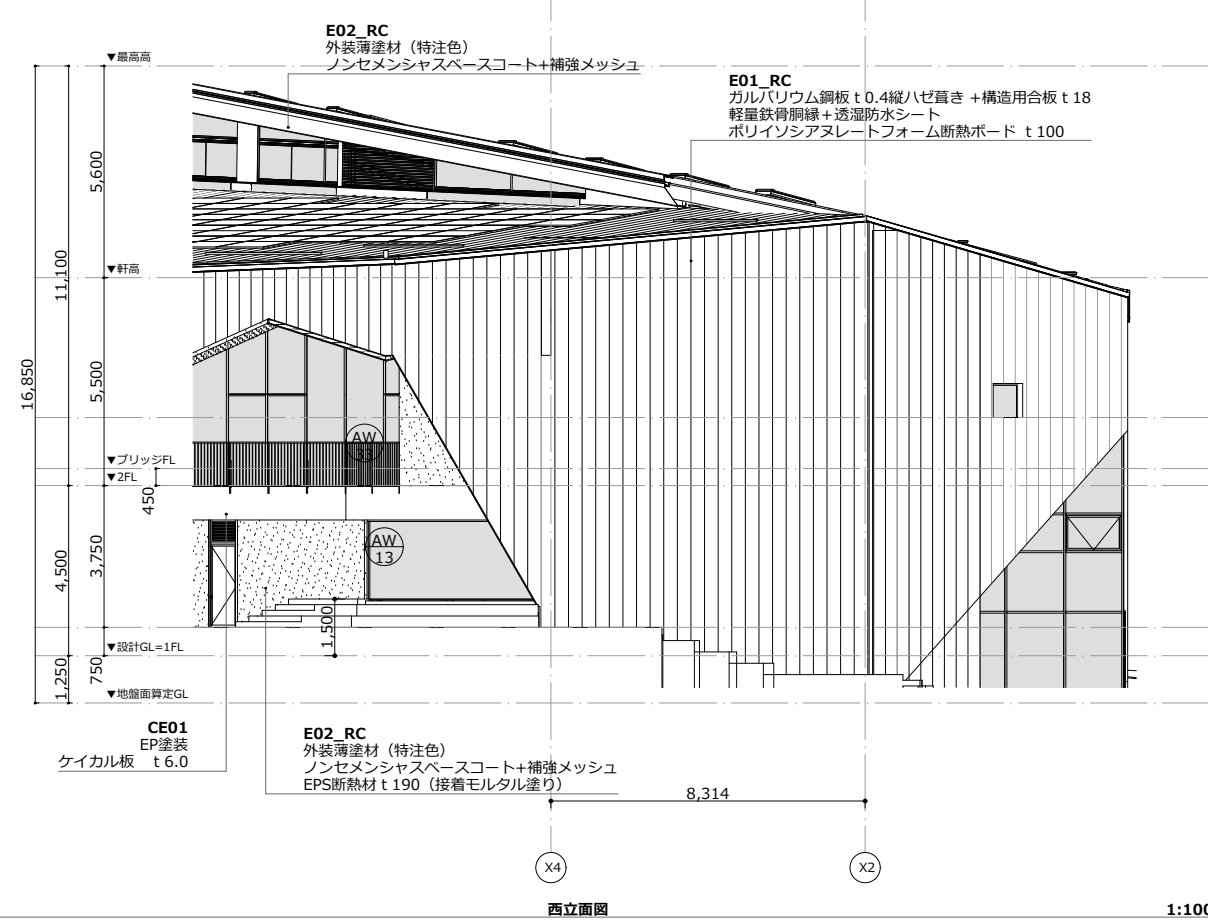 E02_RC
外装薄塗材（特注色）
ノンセメンシャスベースコート+補強メッシュ
▼最高高
E01_RC
ガルバリウム鋼板 t 0.4縦ハゼ葺き +構造用合板 t 18
軽量鉄骨胴縁＋透湿防水シート
ポリイソシアヌレートフォーム断熱ボード t 100
5,600
▼軒高
11,100
5,500
16,850
AW
33
▼ブリッジFL
▼2FL
450
AW
13
3,750
4,500
1,500
▼設計GL=1FL
750
1,250
▼地盤面算定GL
CE01
EP塗装
ケイカル板 t 6.0
E02_RC
外装薄塗材（特注色）
ノンセメンシャスベースコート+補強メッシュ
EPS断熱材 t 190（接着モルタル塗り）
8,314
X4
X2
西立面図
1:100